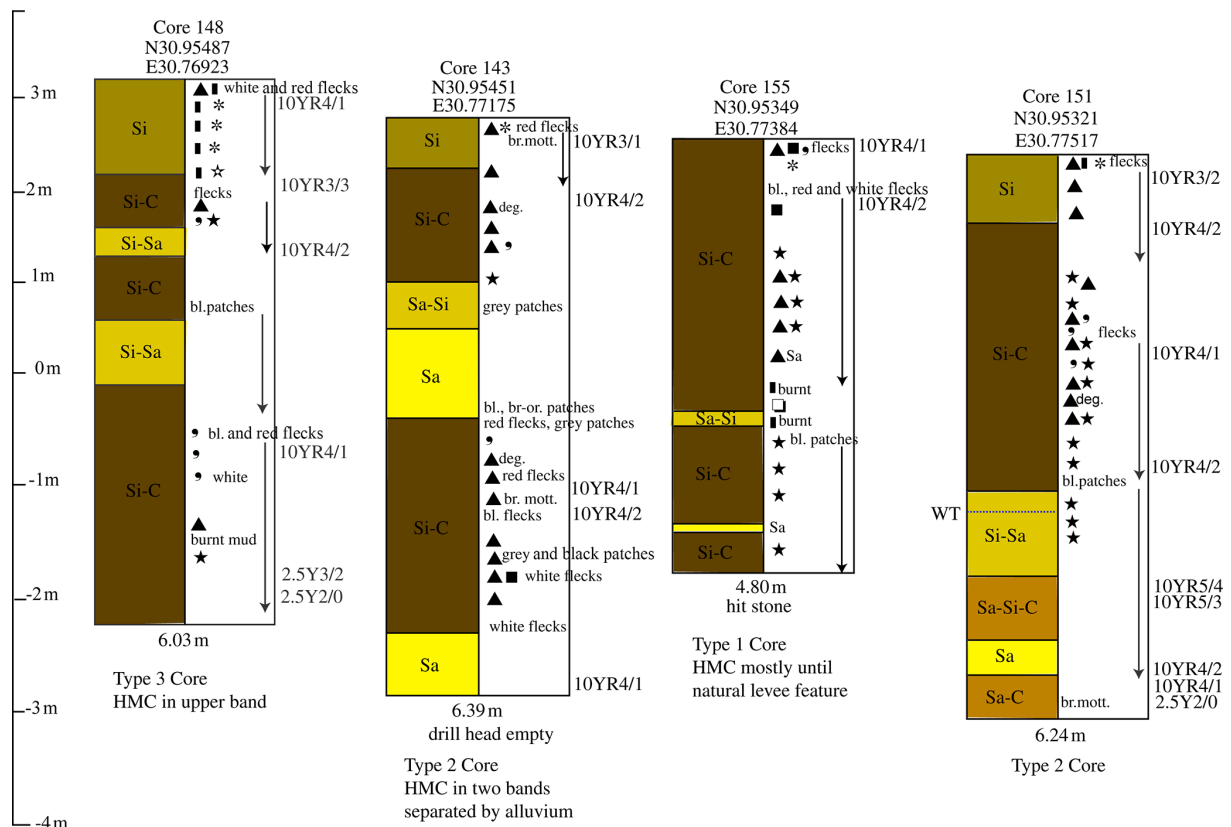 3 m
2 m
1 m
0 m
-1m
-2m
-3m
-4m
Core 148
N30.95487
E30.76923
Si
white and red flecks
10YR4/1
10YR3/3
flecks
Si-C
Si-Sa
10YR4/2
Si-C
bl.patches
Si-Sa
bl. and red flecks
10YR4/1
white
Si-C
burnt mud
2.5Y3/2
2.5Y2/0
6.03 m
Type 3 Core
HMC in upper band
Core 143
N30.95451
E30.77175
Si
red flecks
br.mott.
10YR3/1
10YR4/2
Si-C
deg.
Sa-Si
grey patches
Sa
bl., br-or. patches
red flecks, grey patches
deg.
red flecks
10YR4/1
br. mott.
bl. flecks
10YR4/2
Si-C
grey and black patches
white flecks
white flecks
Sa
10YR4/1
6.39 m
drill head empty
Type 2 Core
HMC in two bands
separated by alluvium
Core 155
N30.95349
E30.77384
flecks
10YR4/1
bl., red and white flecks
10YR4/2
Si-C
Sa
burnt
Sa-Si
burnt
bl. patches
Si-C
Sa
Si-C
4.80 m
hit stone
Type 1 Core
HMC mostly until
natural levee feature
Core 151
N30.95321
E30.77517
flecks
10YR3/2
Si
10YR4/2
flecks
10YR4/1
Si-C
deg.
10YR4/2
bl.patches
WT
Si-Sa
10YR5/4
10YR5/3
Sa-Si-C
Sa
10YR4/2
10YR4/1
2.5Y2/0
Sa-C
br.mott.
6.24 m
Type 2 Core